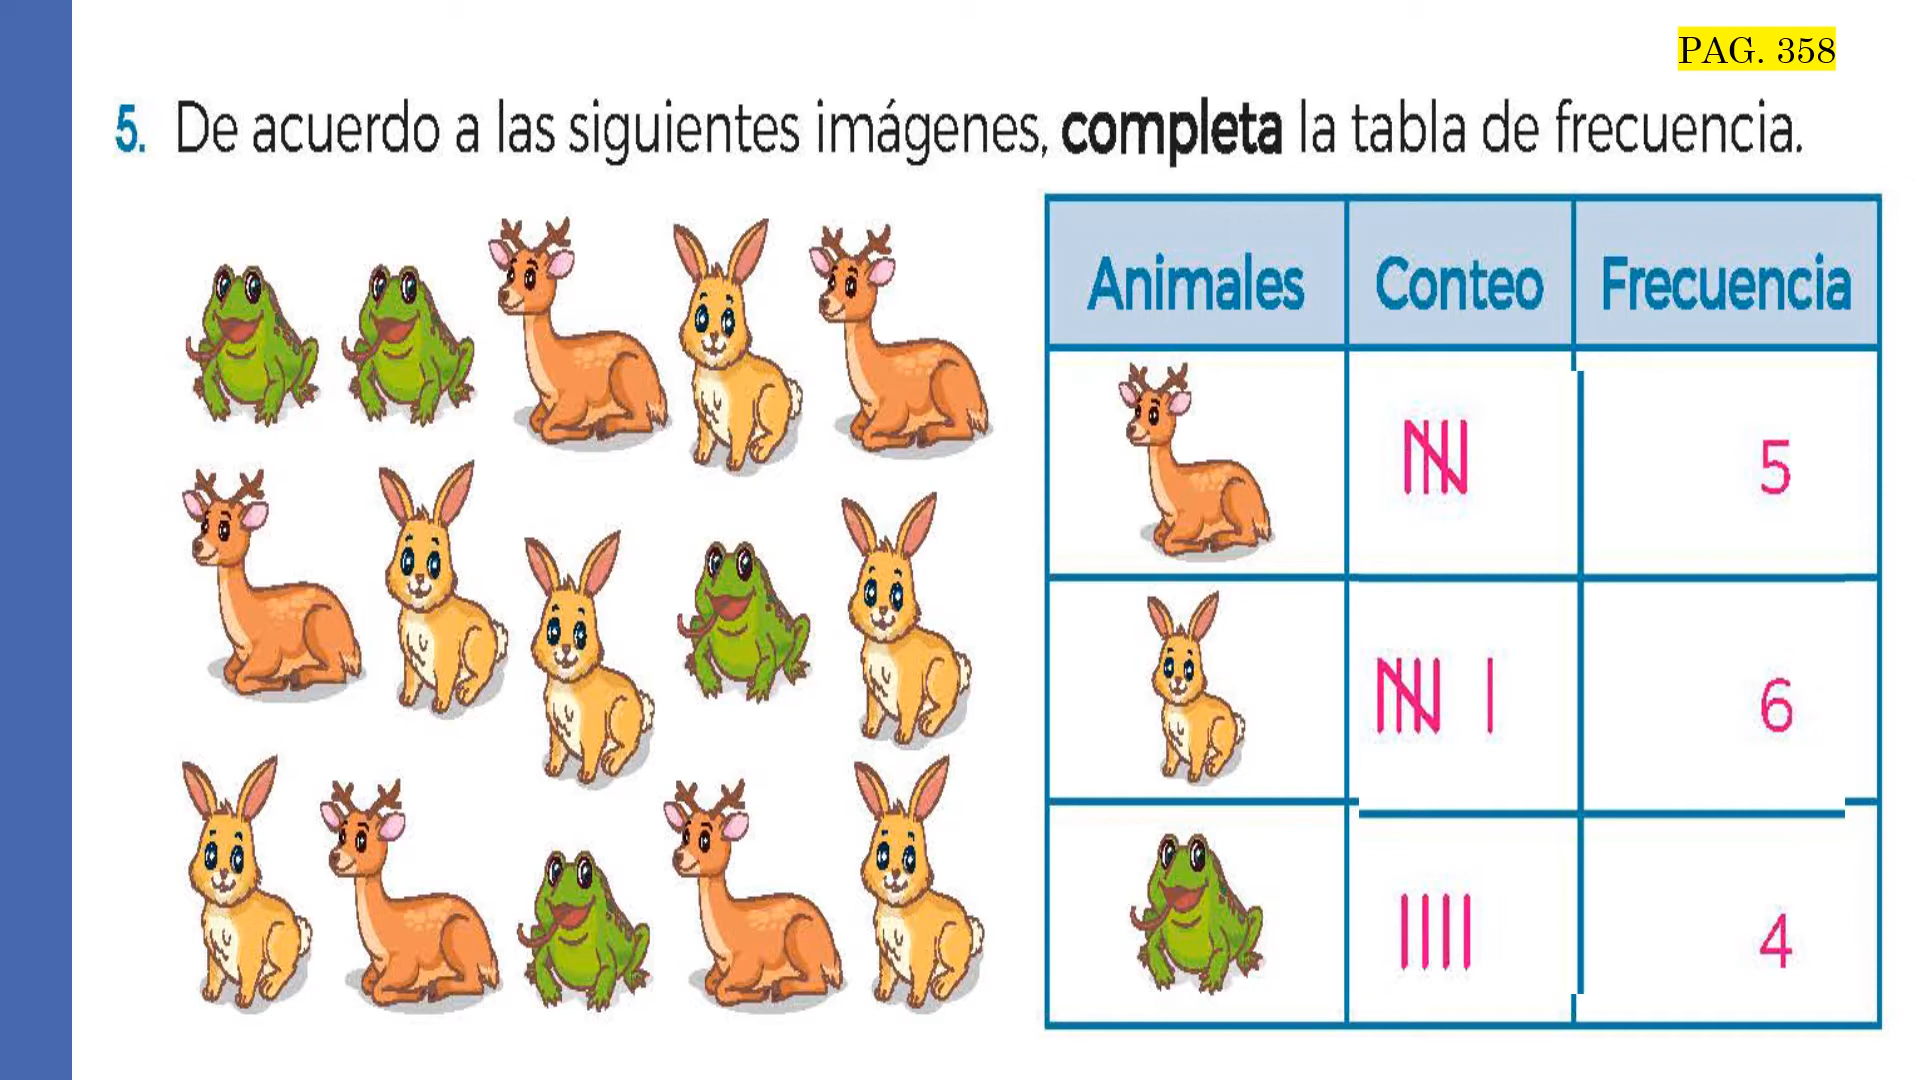 PAG. 358
5. De acuerdo a las siguientes imágenes, completa la tabla de frecuencia.
Animales Conteo Frecuencia
5
6
4